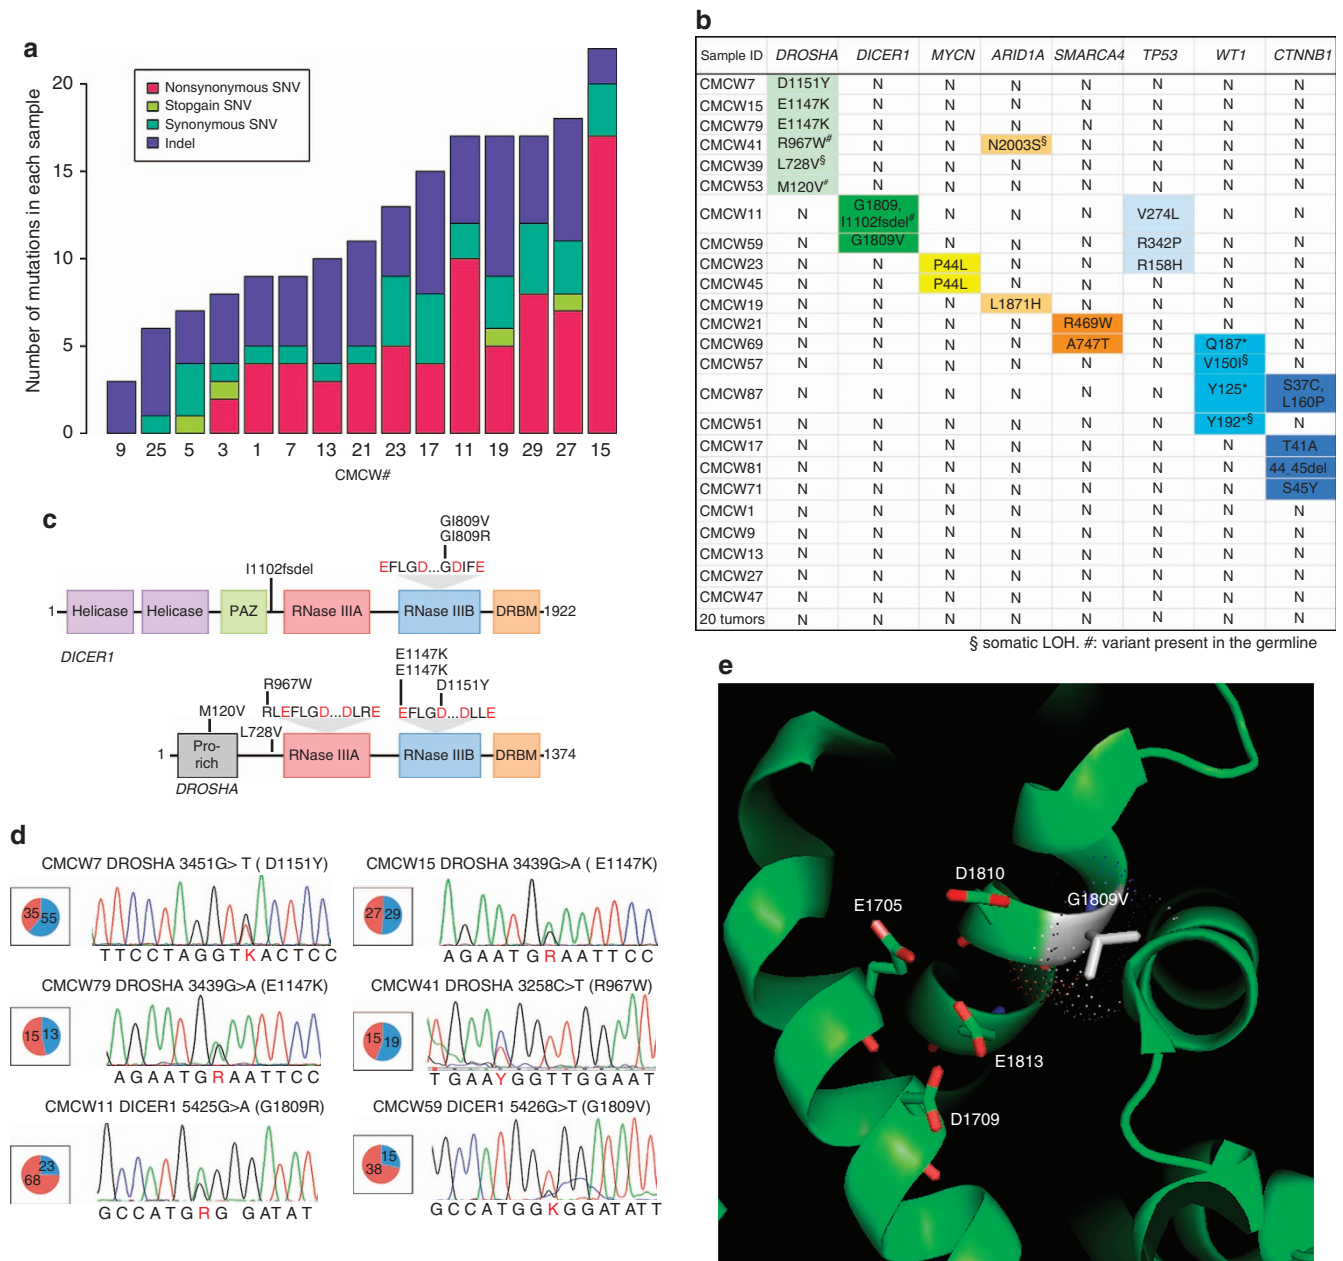 a
Number of mutations in each sample
20
15
10
5
0
Nonsynonymous SNV
Stopgain SNV
Synonymous SNV
Indel
9 25 5 3 1 7 13 21 23 17 11 19 29 27 15
CMCW#
b
Sample ID DROSHA DICER1 MYCN ARID1A SMARCA4 TP53 WT1 CTNNB1
CMCW7 D1151Y N N N N N N N
CMCW15 E1147K N N N N N N N
CMCW79 E1147K N N N N N N N
CMCW41 R967W# N N N2003S§ N N N N
CMCW39 L728V§ N N N N N N N
CMCW53 M120V# N N N N N N N
CMCW11 N G1809, I1102fsdel# N N N V274L N N
CMCW59 N G1809V N N N R342P N N
CMCW23 N N P44L N N R158H N N
CMCW45 N N P44L N N N N N
CMCW19 N N N L1871H N N N N
CMCW21 N N N N R469W N N N
CMCW69 N N N N A747T N Q187* N
CMCW57 N N N N N N V150I§ N
CMCW87 N N N N N N Y125* S37C, L160P
CMCW51 N N N N N N Y192*§ N
CMCW17 N N N N N N N T41A
CMCW81 N N N N N N N 44_45del
CMCW71 N N N N N N N S45Y
CMCW1 N N N N N N N N
CMCW9 N N N N N N N N
CMCW13 N N N N N N N N
CMCW27 N N N N N N N N
CMCW47 N N N N N N N N
20 tumors N N N N N N N N
§ somatic LOH. #: variant present in the germline
c
GI809V
GI809R
I1102fsdel
EFLGD...GDIFE
1 Helicase Helicase PAZ RNase IIIA RNase IIIB DRBM 1922
DICER1
E1147K
E1147K
R967W
D1151Y
M120V
RLEFLGD...DLRE
EFLGD...DLLE
L728V
1 Pro-rich RNase IIIA RNase IIIB DRBM 1374
DROSHA
d
CMCW7 DROSHA 3451G> T ( D1151Y)
35 55
TTCCTAGGTKACTCC
CMCW15 DROSHA 3439G>A ( E1147K)
27 29
AGAATGRAATTCC
CMCW79 DROSHA 3439G>A (E1147K)
15 13
AGAATGRAATTCC
CMCW41 DROSHA 3258C>T (R967W)
15 19
TGAAYGGTTGGAAT
CMCW11 DICER1 5425G>A (G1809R)
23
68
GCCATGRG GATAT
CMCW59 DICER1 5426G>T (G1809V)
15
38
GCCATGGKGGATATT
e
D1810
G1809V
E1705
E1813
D1709